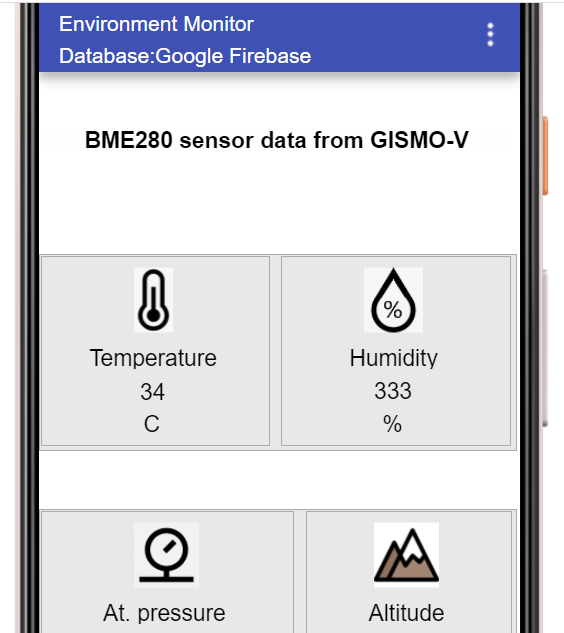 Environment Monitor
Database:Google Firebase
BME280 sensor data from GISMO-V
%
Temperature
Humidity
34
333
C
%
At. pressure
Altitude